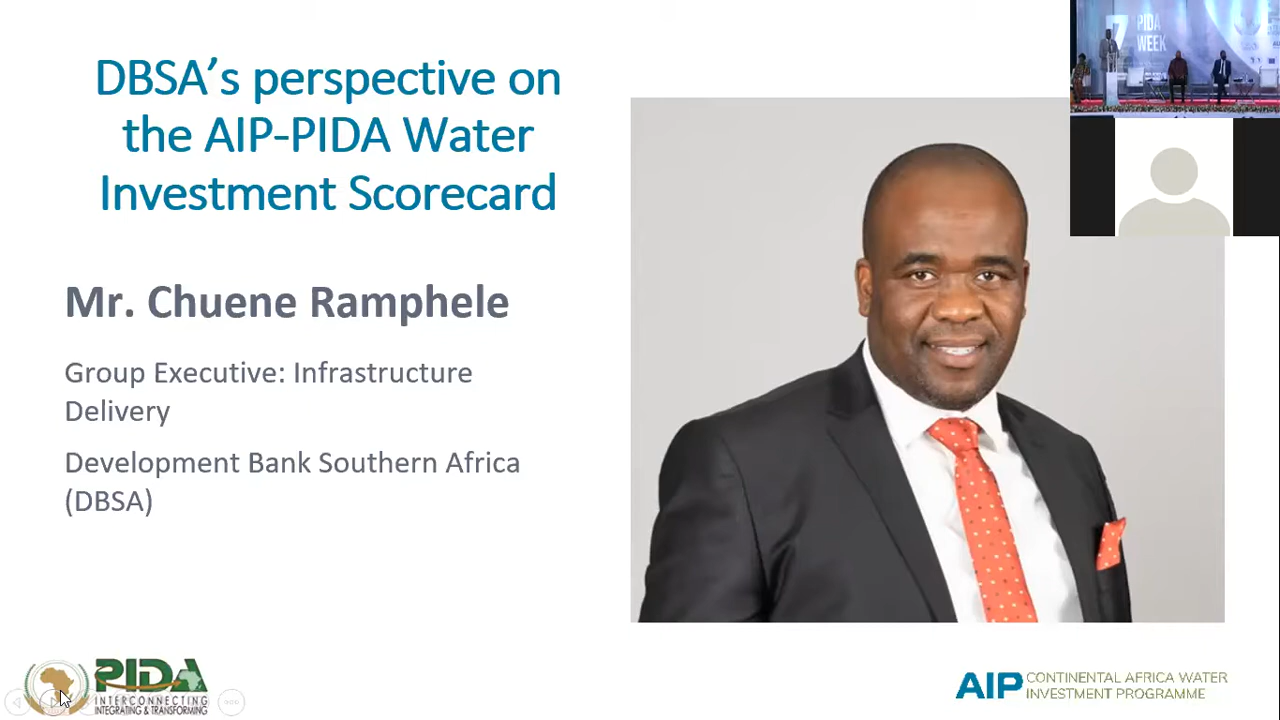 DBSA’s perspective on
the AIP-PIDA Water
Investment Scorecard
Mr. Chuene Ramphele
Group Executive: Infrastructure
Delivery
Development Bank Southern Africa
(DBSA)
7
PIDA
WEEK
PIDA
INTERCONNECTING
INTEGRATING & TRANSFORMING
AIP CONTINENTAL AFRICA WATER
INVESTMENT PROGRAMME